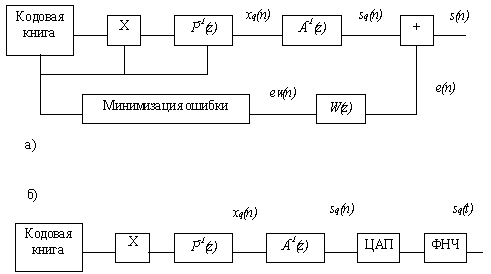 Кодовая
книга
X
P⁻¹(z)
xq(n)
A⁻¹(z)
sq(n)
+
s(n)
Минимизация ошибки
ew(n)
W(z)
e(n)
а)
б)
Кодовая
книга
X
P⁻¹(z)
xq(n)
A⁻¹(z)
sq(n)
ЦАП
ФНЧ
sq(t)